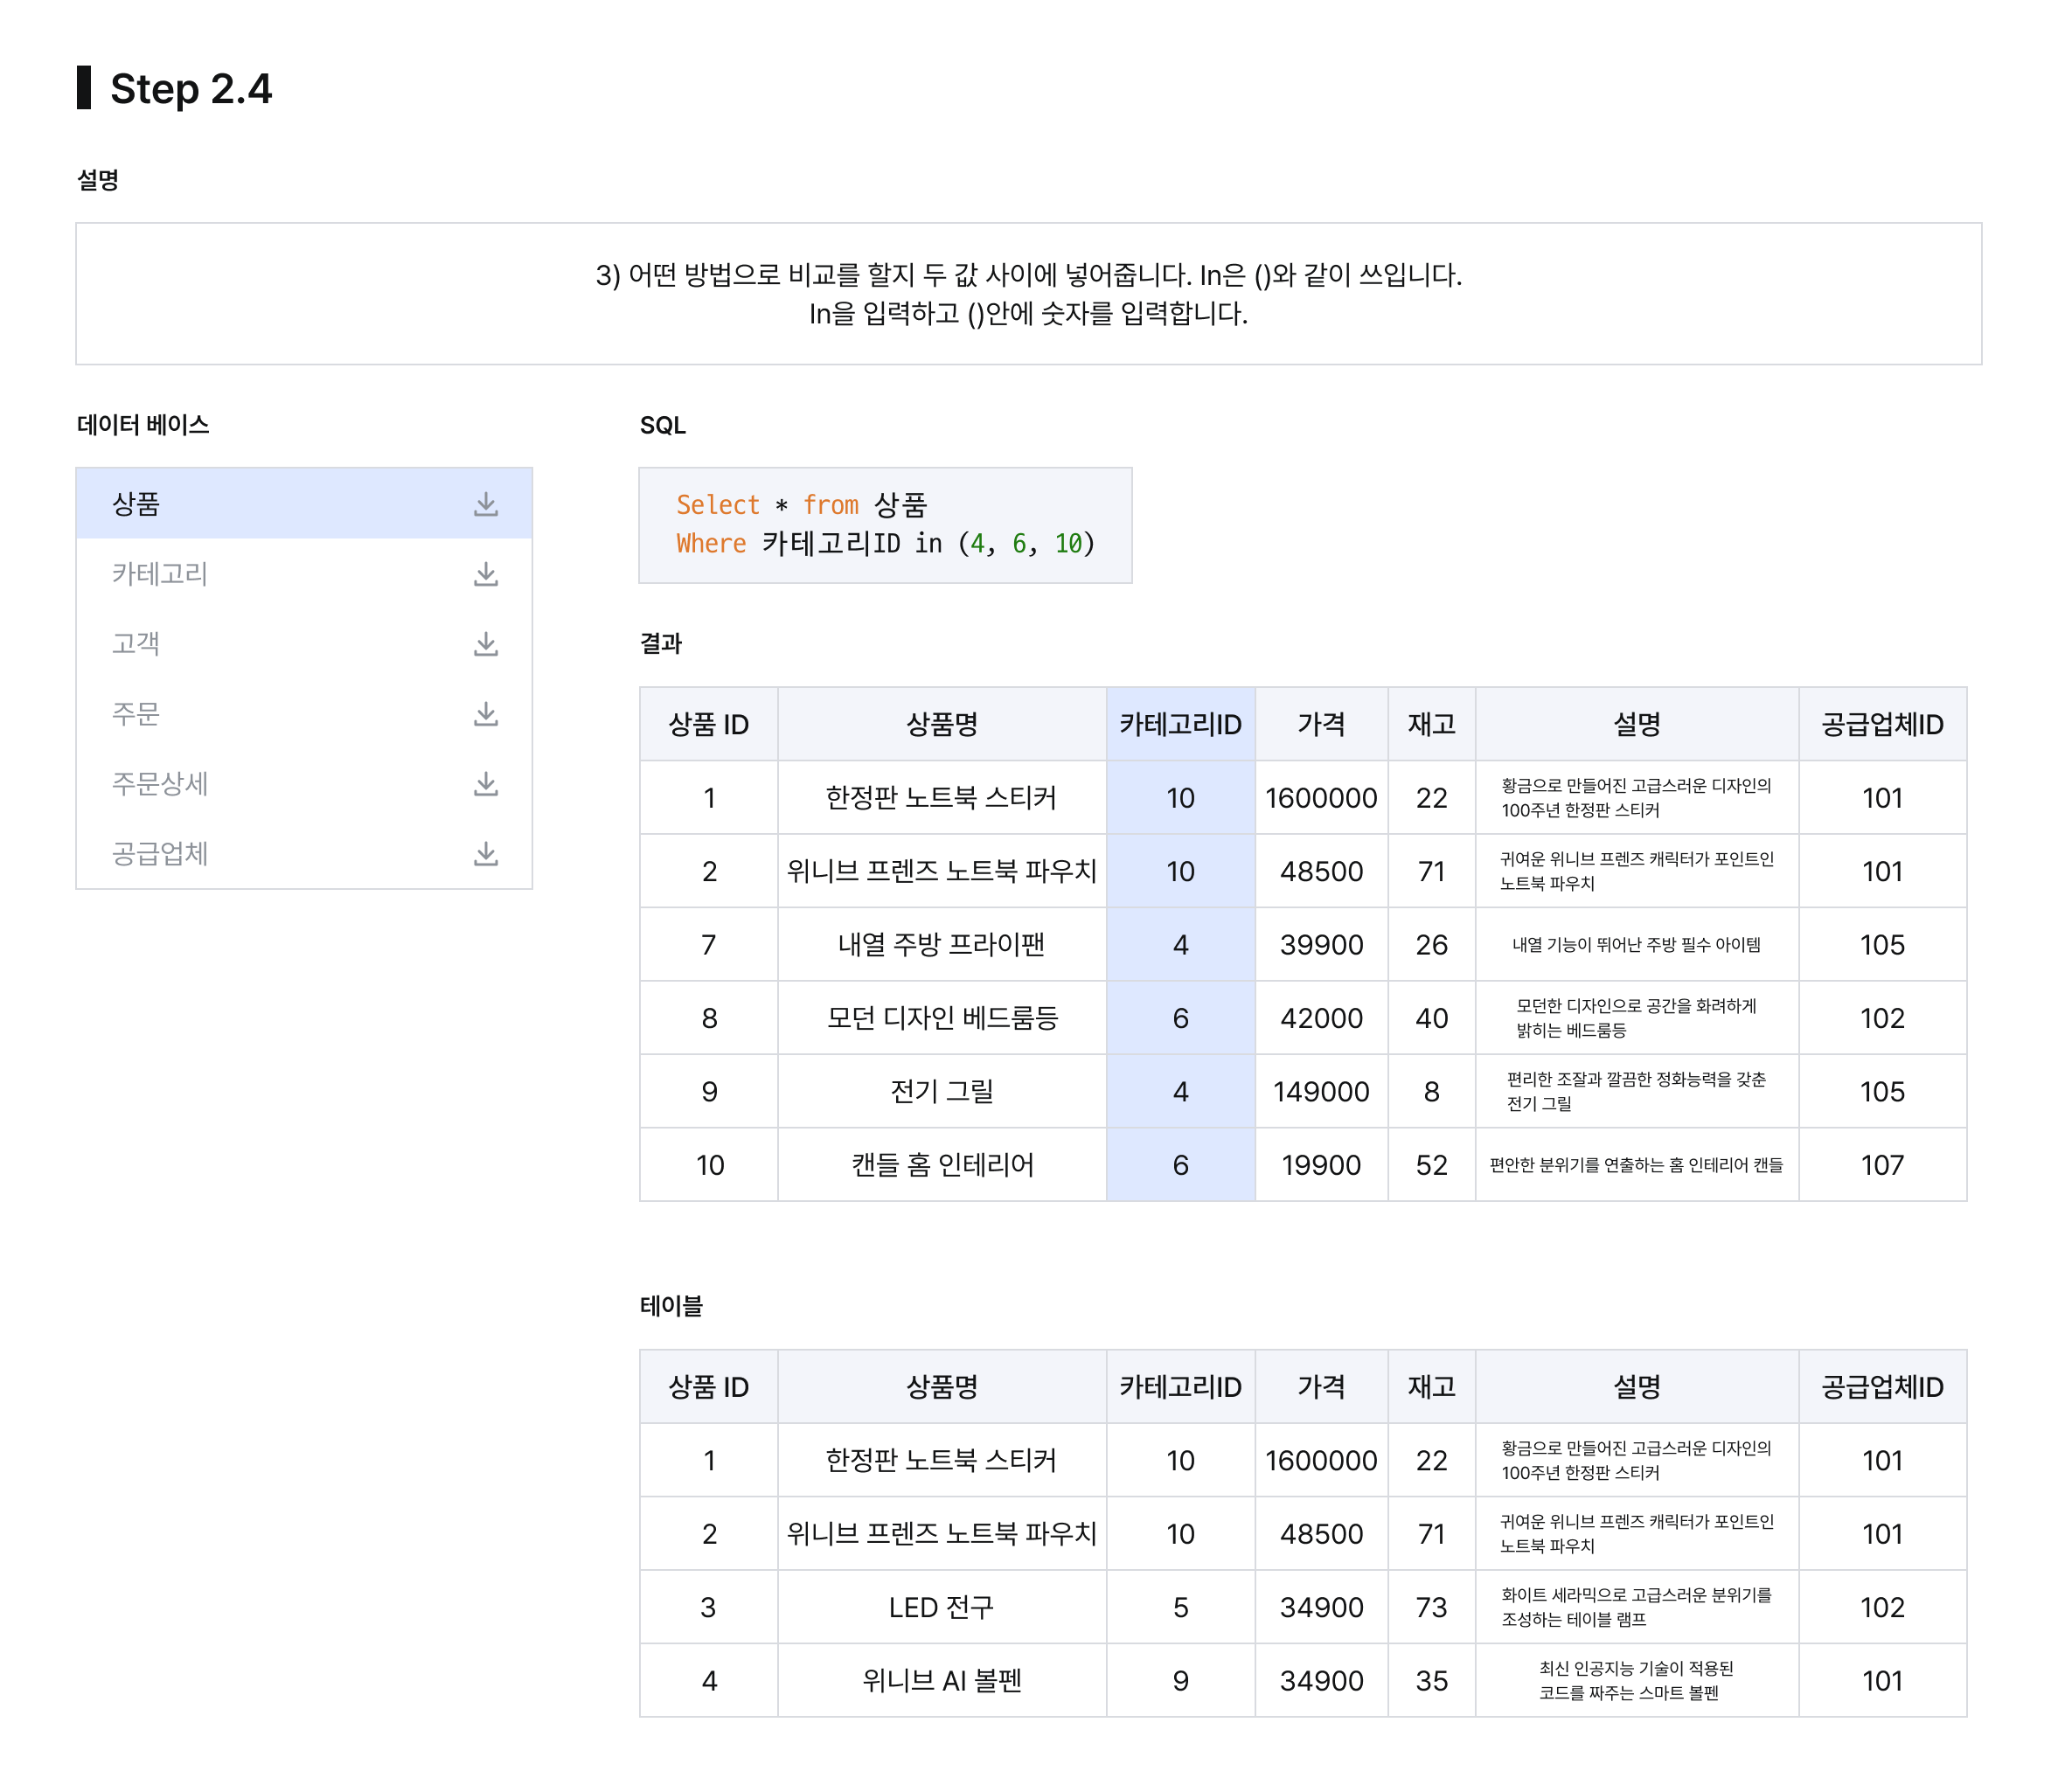 Step 2.4
설명
3) 어떤 방법으로 비교를 할지 두 값 사이에 넣어줍니다. In은 ()와 같이 쓰입니다.
In을 입력하고 ()안에 숫자를 입력합니다.
데이터 베이스
상품
카테고리
고객
주문
주문상세
공급업체
SQL
Select * from 상품
Where 카테고리ID in (4, 6, 10)
결과
상품 ID 상품명 카테고리ID 가격 재고 설명 공급업체ID
1 한정판 노트북 스티커 10 1600000 22 황금으로 만들어진 고급스러운 디자인의
100주년 한정판 스티커 101
2 위니브 프렌즈 노트북 파우치 10 48500 71 귀여운 위니브 프렌즈 캐릭터가 포인트인
노트북 파우치 101
7 내열 주방 프라이팬 4 39900 26 내열 기능이 뛰어난 주방 필수 아이템 105
8 모던 디자인 베드룸등 6 42000 40 모던한 디자인으로 공간을 화려하게
밝히는 베드룸등 102
9 전기 그릴 4 149000 8 편리한 조잘과 깔끔한 정화능력을 갖춘
전기 그릴 105
10 캔들 홈 인테리어 6 19900 52 편안한 분위기를 연출하는 홈 인테리어 캔들 107
테이블
상품 ID 상품명 카테고리ID 가격 재고 설명 공급업체ID
1 한정판 노트북 스티커 10 1600000 22 황금으로 만들어진 고급스러운 디자인의
100주년 한정판 스티커 101
2 위니브 프렌즈 노트북 파우치 10 48500 71 귀여운 위니브 프렌즈 캐릭터가 포인트인
노트북 파우치 101
3 LED 전구 5 34900 73 화이트 세라믹으로 고급스러운 분위기를
조성하는 테이블 램프 102
4 위니브 AI 볼펜 9 34900 35 최신 인공지능 기술이 적용된
코드를 짜주는 스마트 볼펜 101